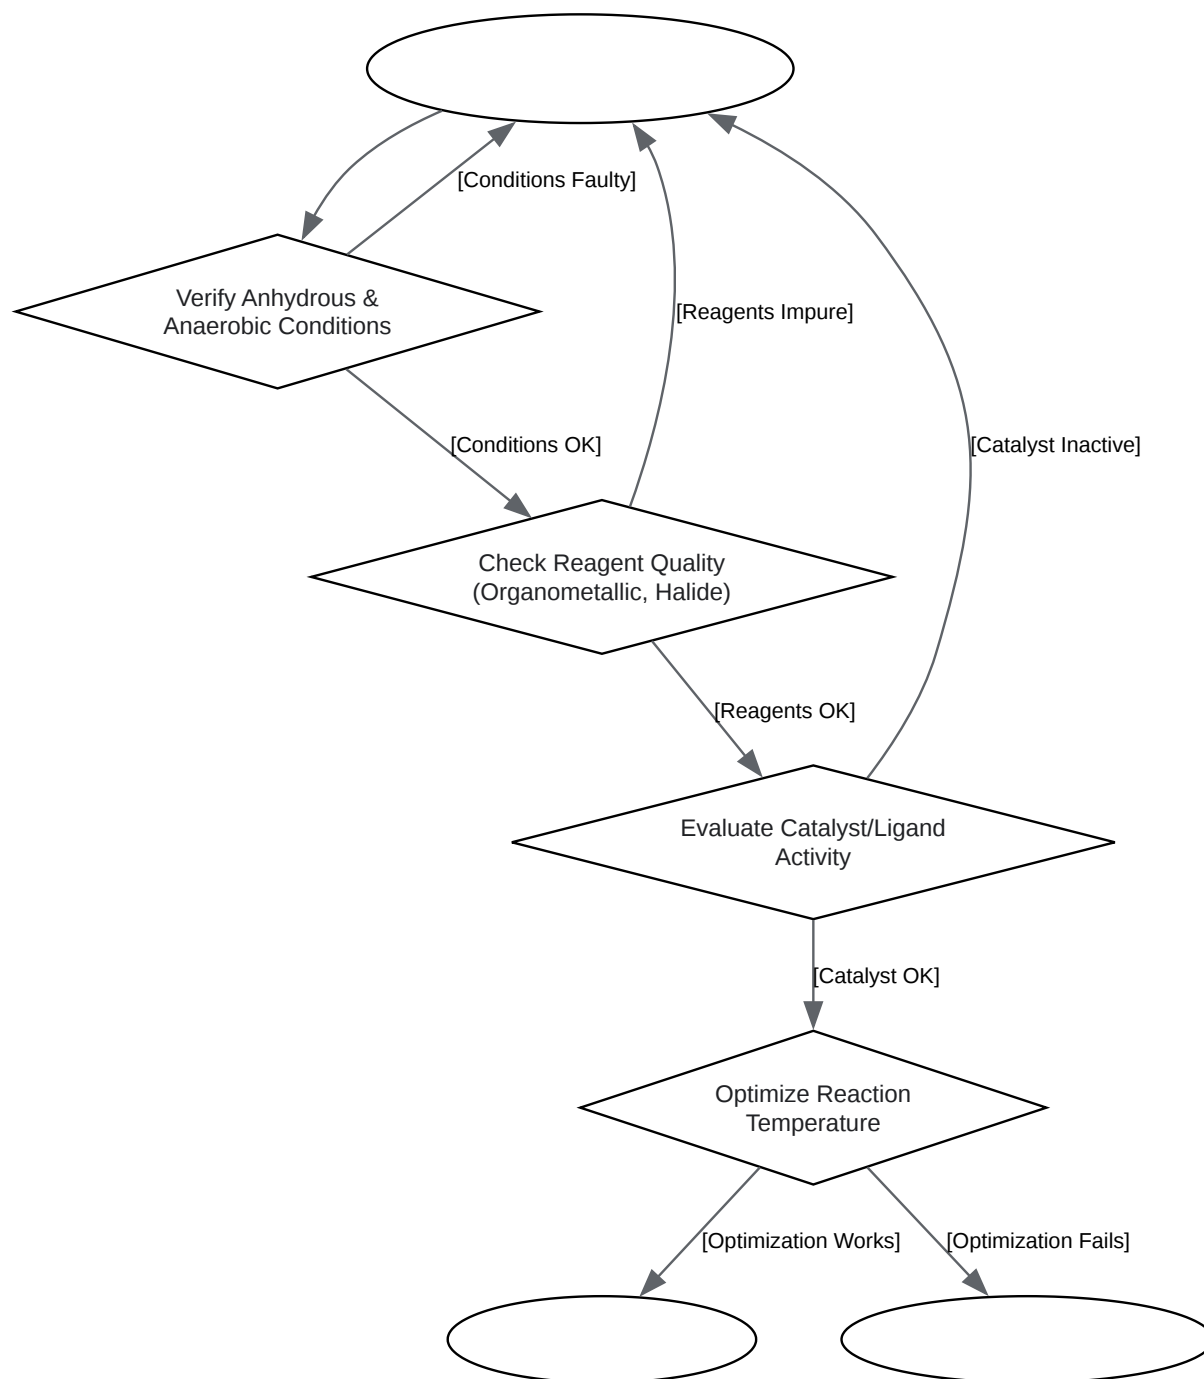 [Conditions Faulty]
Verify Anhydrous &
Anaerobic Conditions
[Reagents Impure]
[Conditions OK]
[Catalyst Inactive]
Check Reagent Quality
(Organometallic, Halide)
[Reagents OK]
Evaluate Catalyst/Ligand
Activity
[Catalyst OK]
Optimize Reaction
Temperature
[Optimization Works]
[Optimization Fails]